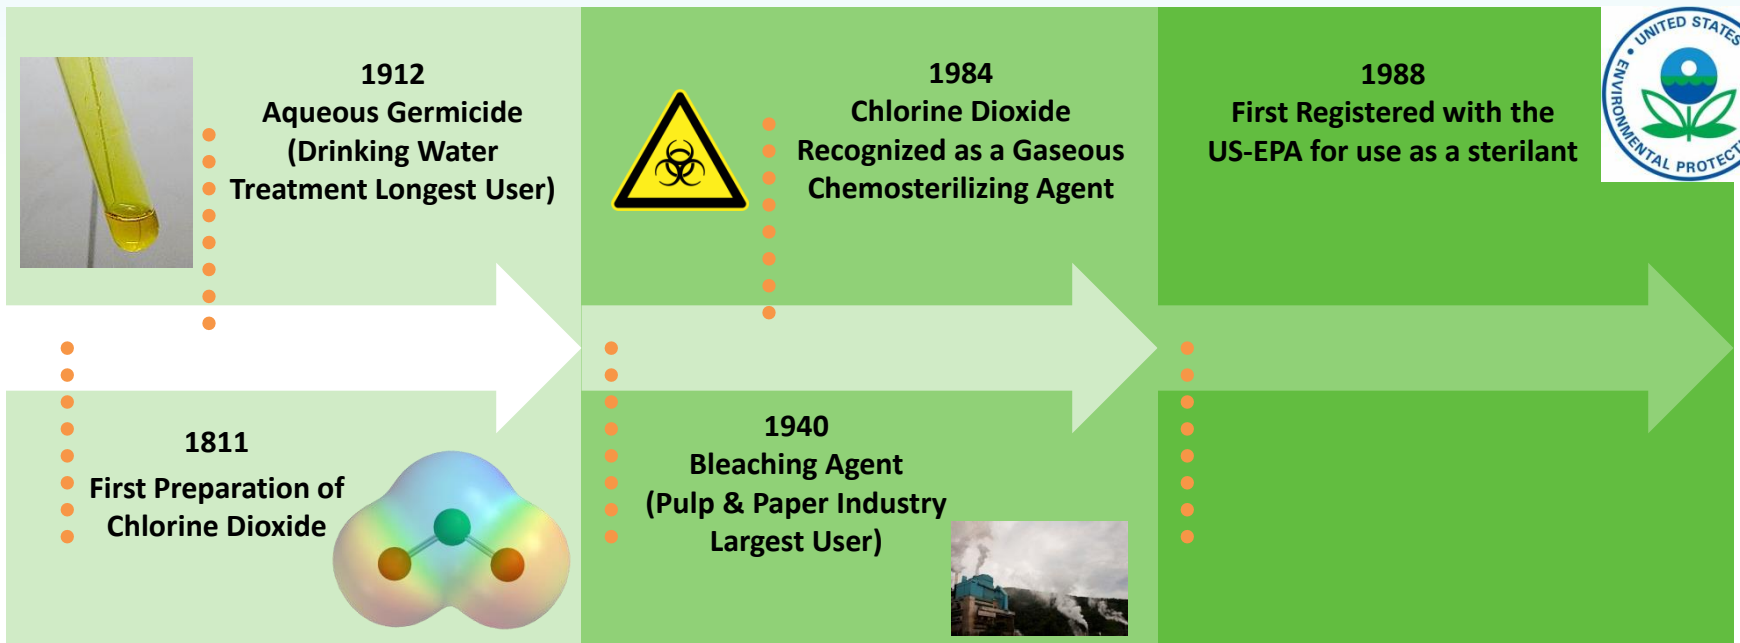 1912
Aqueous Germicide
(Drinking Water
Treatment Longest User)
1984
Chlorine Dioxide
Recognized as a Gaseous
Chemosterilizing Agent
1988
First Registered with the
US-EPA for use as a sterilant
UNITED STATES
ENVIRONMENTAL PROTECTI
1811
First Preparation of
Chlorine Dioxide
1940
Bleaching Agent
(Pulp & Paper Industry
Largest User)